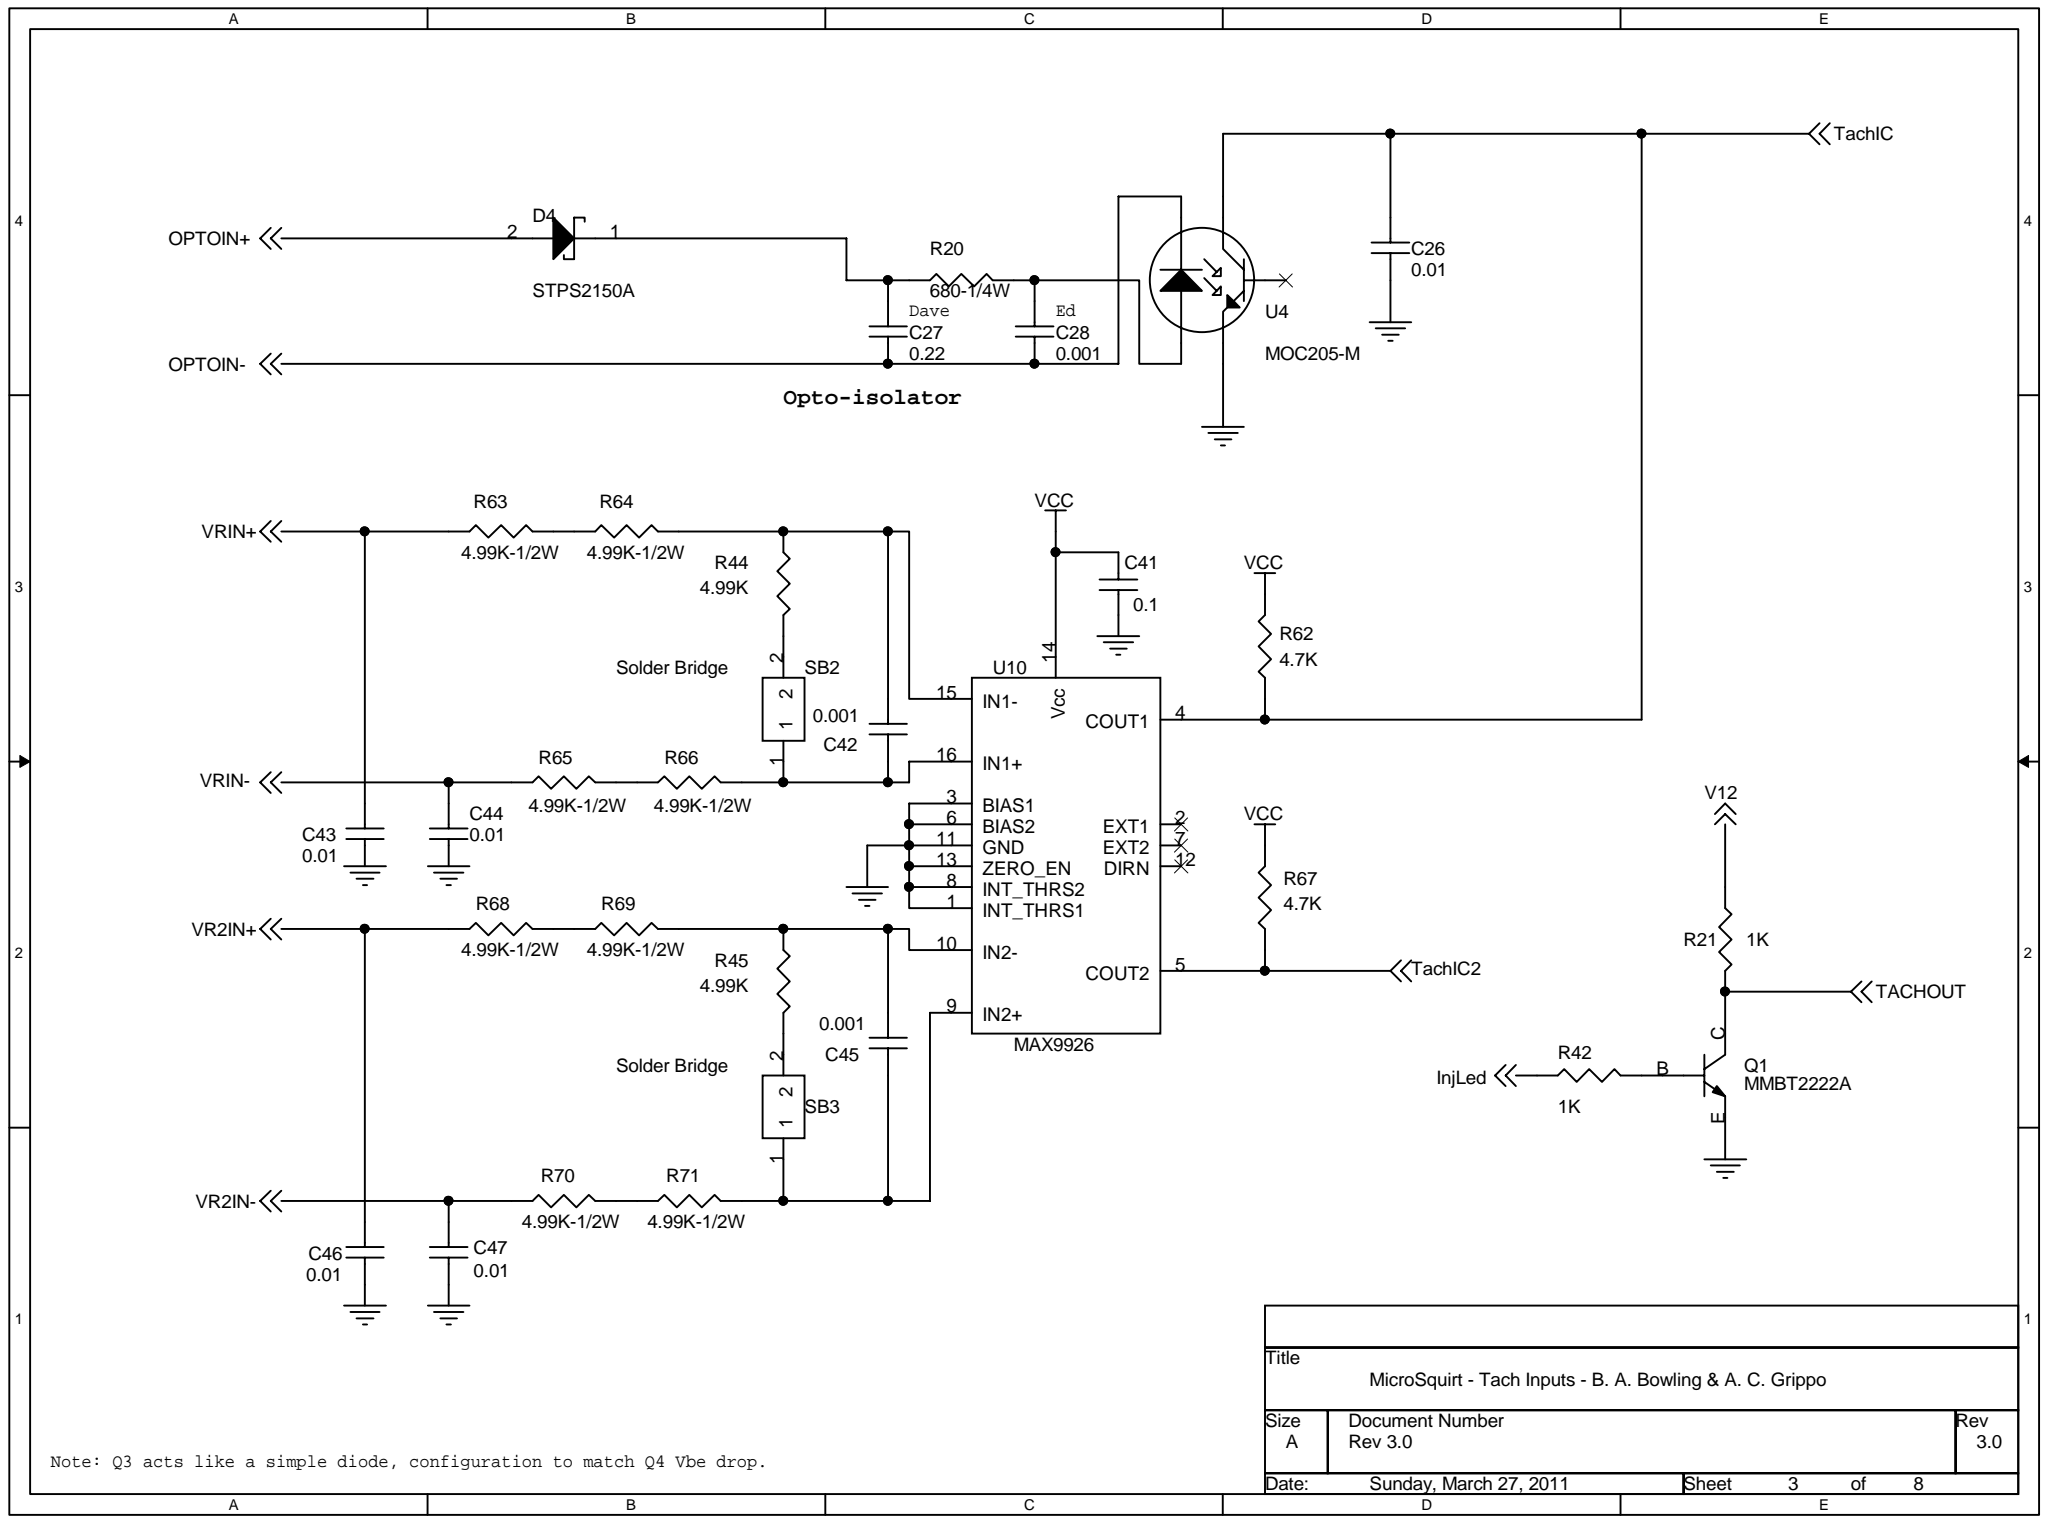 A B C D E
4 4
3 3
2 2
1 1
TachIC
OPTOIN+
2
D4
1
STPS2150A
R20
680-1/4W
Dave
C27
0.22
Ed
C28
0.001
OPTOIN-
Opto-isolator
U4
MOC205-M
C26
0.01
VRIN+
R63
4.99K-1/2W
R64
4.99K-1/2W
R44
4.99K
Solder Bridge
2
SB2
2
1
1
0.001
C42
VRIN-
R65
4.99K-1/2W
R66
4.99K-1/2W
C43
0.01
C44
0.01
VCC
C41
0.1
14
U10
Vcc
15 IN1-
16 IN1+
3 BIAS1
6 BIAS2
11 GND
13 ZERO_EN
8 INT_THRS2
1 INT_THRS1
10 IN2-
9 IN2+
COUT1 4
EXT1 2
EXT2 7
DIRN 12
COUT2 5
MAX9926
VCC
R62
4.7K
VCC
R67
4.7K
TachIC2
VR2IN+
R68
4.99K-1/2W
R69
4.99K-1/2W
R45
4.99K
Solder Bridge
2
2
1
SB3
1
0.001
C45
VR2IN-
R70
4.99K-1/2W
R71
4.99K-1/2W
C46
0.01
C47
0.01
V12
R21 1K
TACHOUT
C
InjLed
R42
1K
B
Q1
MMBT2222A
E
Title
MicroSquirt - Tach Inputs - B. A. Bowling & A. C. Grippo
Size Document Number Rev
A Rev 3.0 3.0
Date: Sunday, March 27, 2011 Sheet 3 of 8
Note: Q3 acts like a simple diode, configuration to match Q4 Vbe drop.
A B C D E